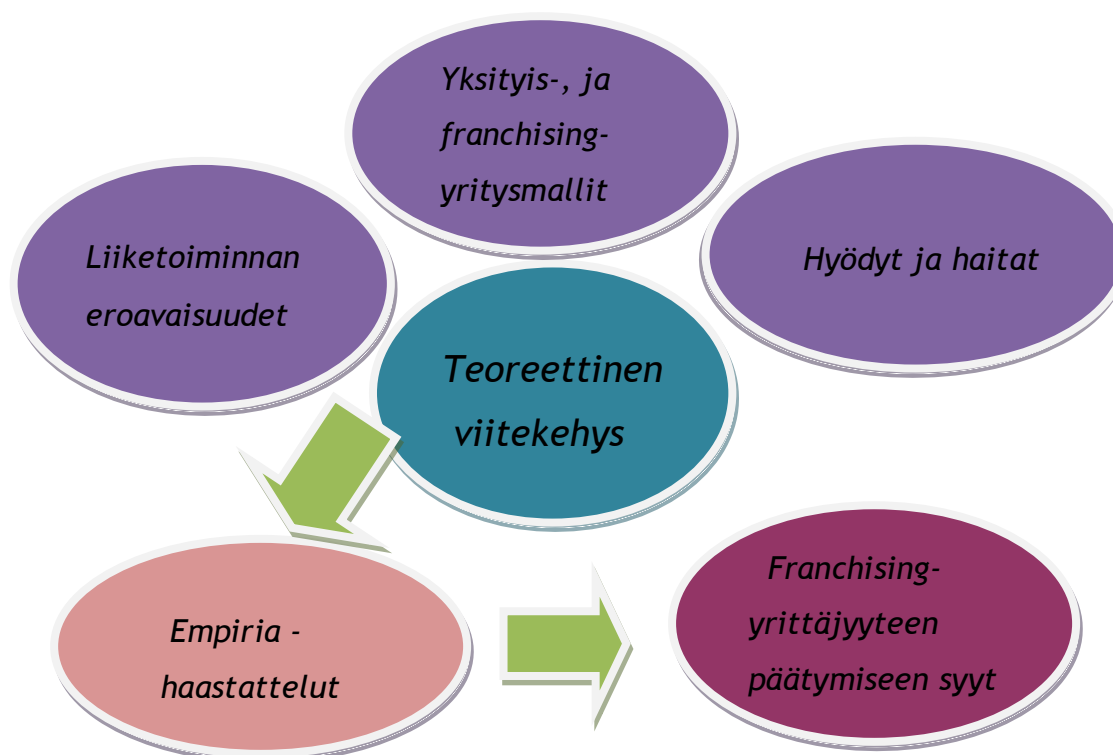 Yksityis-, ja
franchising-
yritysmallit
Liiketoiminnan
eroavaisuudet
Hyödyt ja haitat
Teoreettinen
viitekehys
Empiria -
haastattelut
Franchising-
yrittäjyyteen
päätymiseen syyt